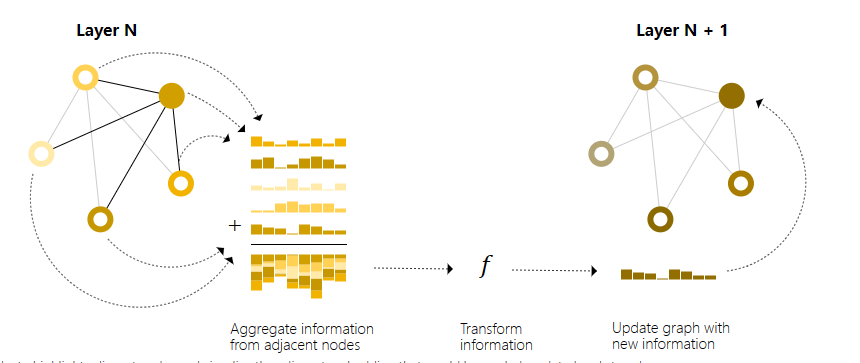 Layer N
Layer N + 1
+
f
Aggregate information
from adjacent nodes
Transform
information
Update graph with
new information